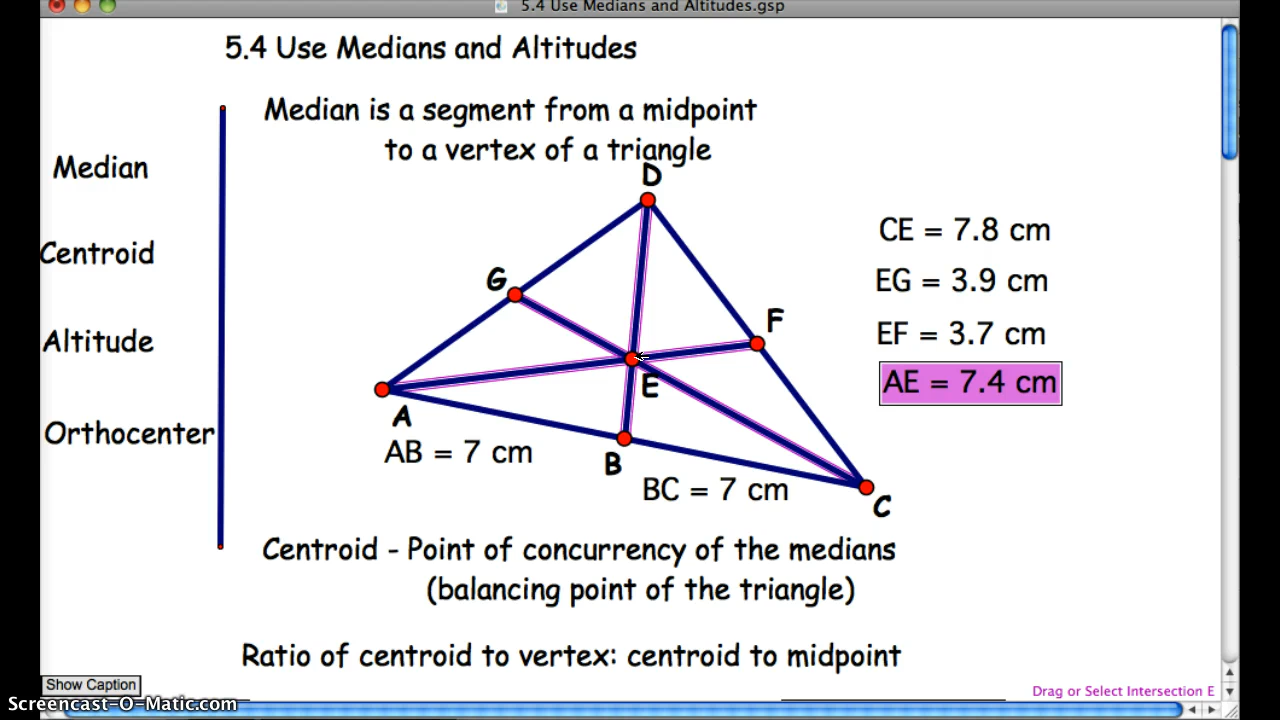 5.4 Use Medians and Altitudes.gsp
5.4 Use Medians and Altitudes
Median is a segment from a midpoint
to a vertex of a triangle
Median
Centroid
Altitude
Orthocenter
D
G
F
E
A
B
C
AB = 7 cm
BC = 7 cm
CE = 7.8 cm
EG = 3.9 cm
EF = 3.7 cm
AE = 7.4 cm
Centroid - Point of concurrency of the medians
(balancing point of the triangle)
Ratio of centroid to vertex: centroid to midpoint
Show Caption
Drag or Select Intersection E
Screencast-O-Matic.com